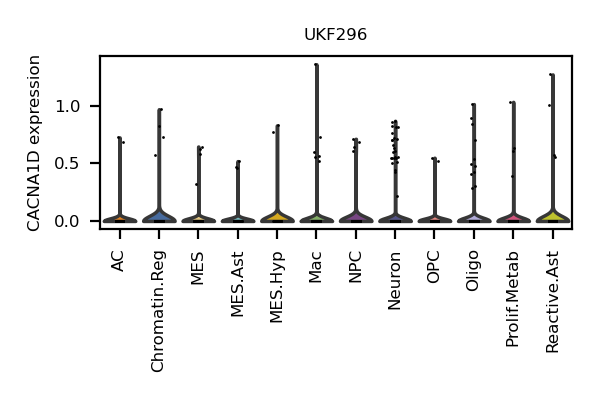 UKF296
CACNA1D expression
1.0
0.5
0.0
AC
Chromatin.Reg
MES
MES.Ast
MES.Hyp
Mac
NPC
Neuron
OPC
Oligo
Prolif.Metab
Reactive.Ast